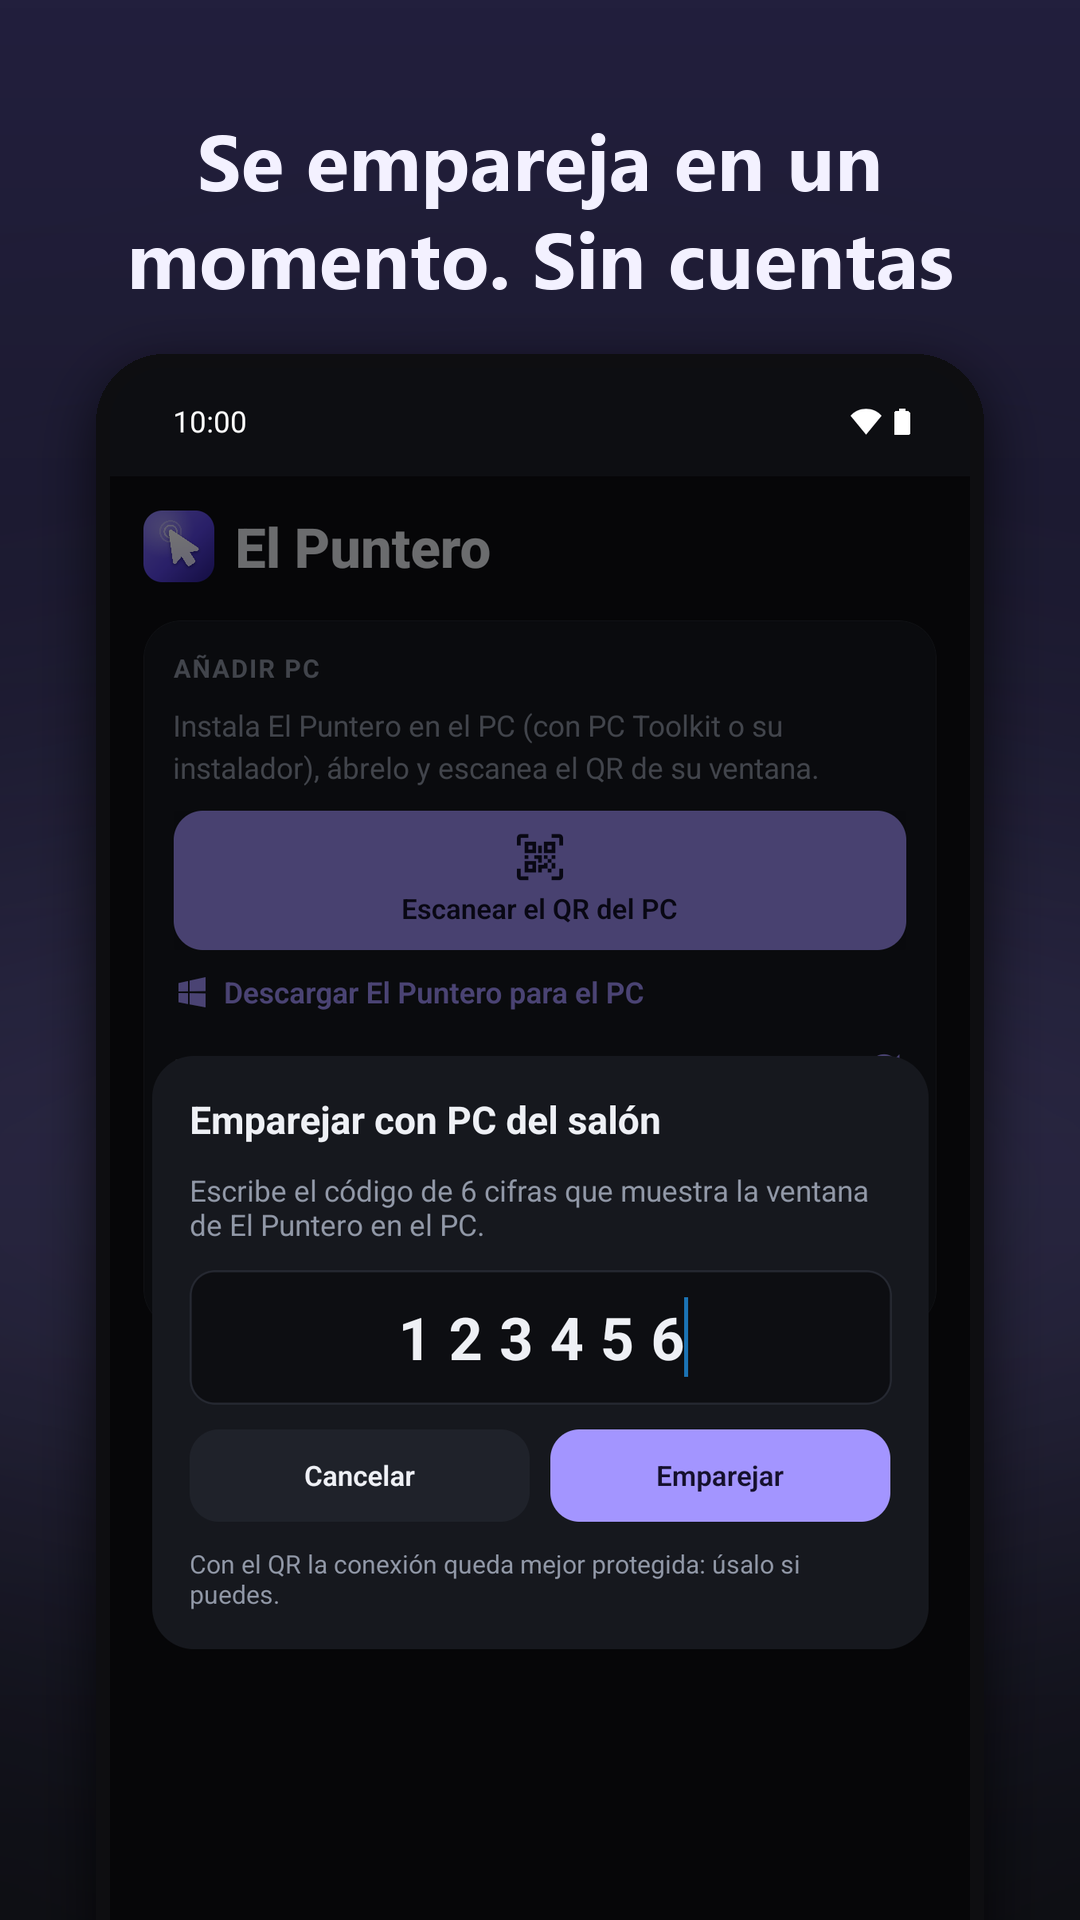 Se empareja en un
momento. Sin cuentas
10:00
El Puntero
AÑADIR PC
Instala El Puntero en el PC (con PC Toolkit o su
instalador), ábrelo y escanea el QR de su ventana.
Escanear el QR del PC
Descargar El Puntero para el PC
Emparejar con PC del salón
Escribe el código de 6 cifras que muestra la ventana
de El Puntero en el PC.
1 2 3 4 5 6
Cancelar
Emparejar
Con el QR la conexión queda mejor protegida: úsalo si
puedes.